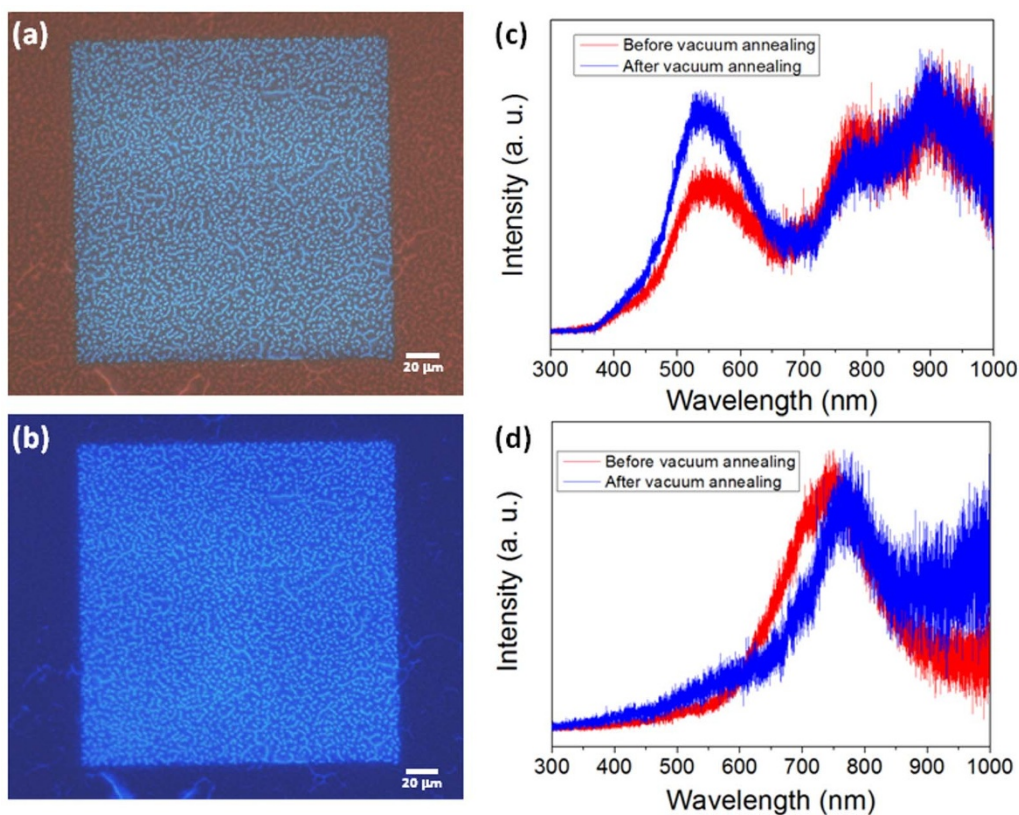 (a)
20 µm
(b)
20 µm
(c)
Before vacuum annealing
After vacuum annealing
Intensity (a. u.)
300 400 500 600 700 800 900 1000
Wavelength (nm)
(d)
Before vacuum annealing
After vacuum annealing
Intensity (a. u.)
300 400 500 600 700 800 900 1000
Wavelength (nm)